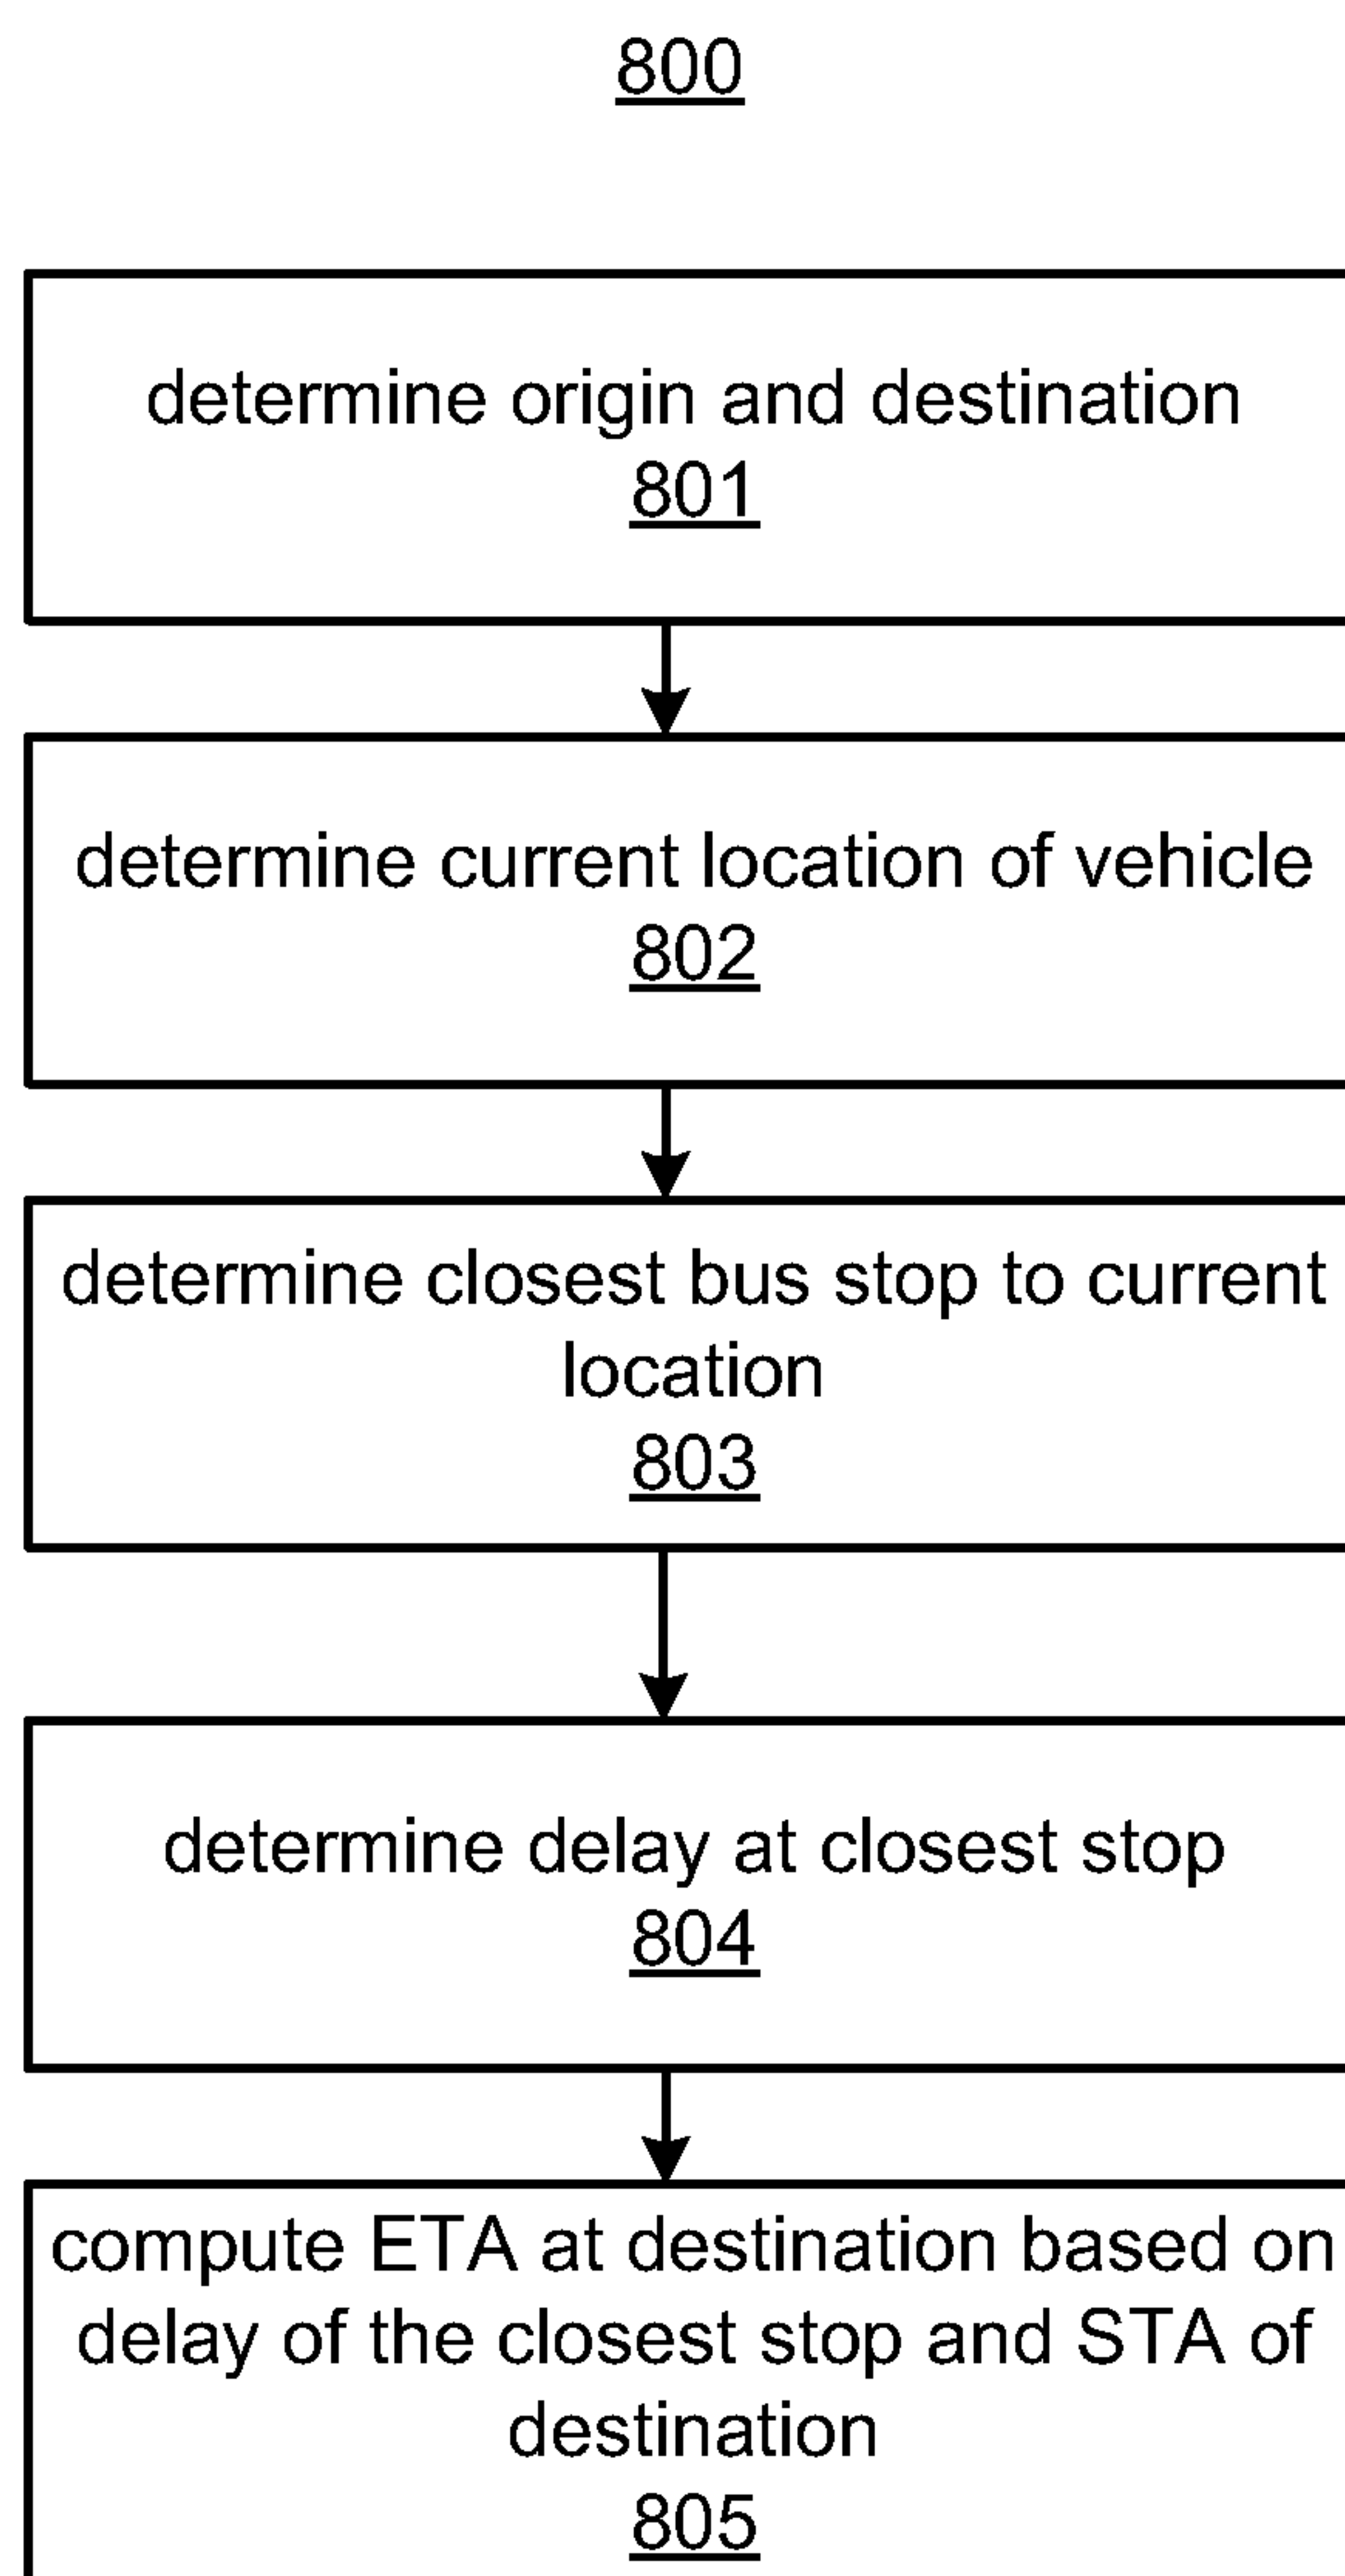 800
determine origin and destination
801
determine current location of vehicle
802
determine closest bus stop to current
location
803
determine delay at closest stop
804
compute ETA at destination based on
delay of the closest stop and STA of
destination
805